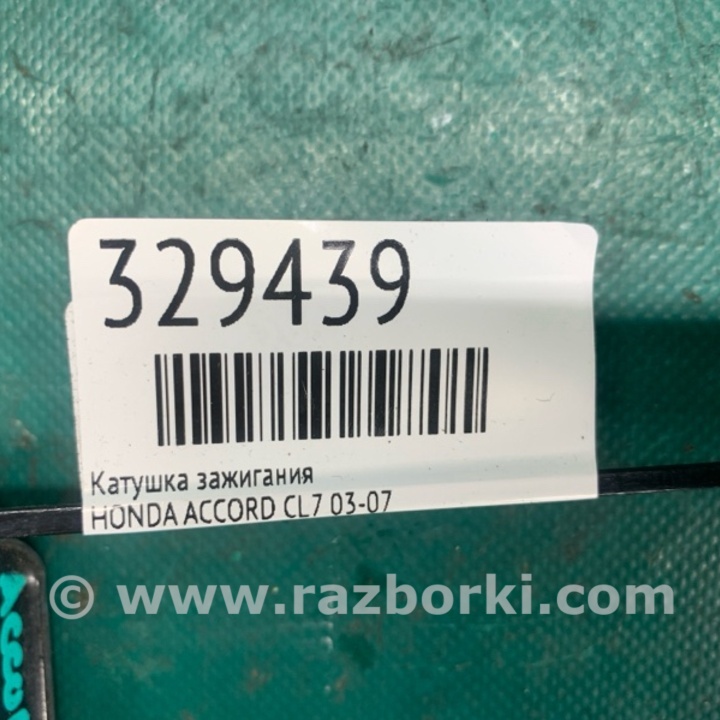 329439
Катушка зажигания
HONDA ACCORD CL7 03-07
© www.razborki.com